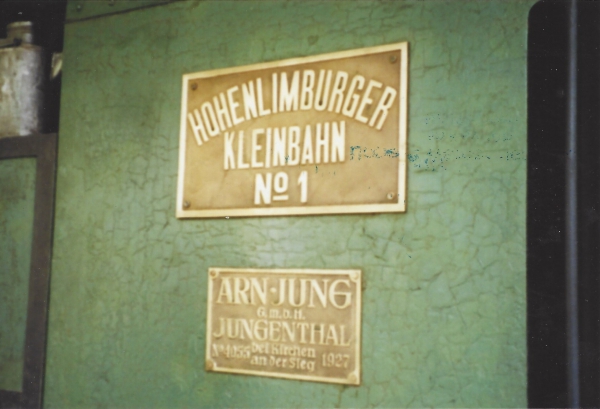 HOHENLIMBURGER
KLEINBAHN
No 1
ARN·JUNG
G.m.b.H.
JUNGENTHAL
bei Kirchen
an der Sieg 1927